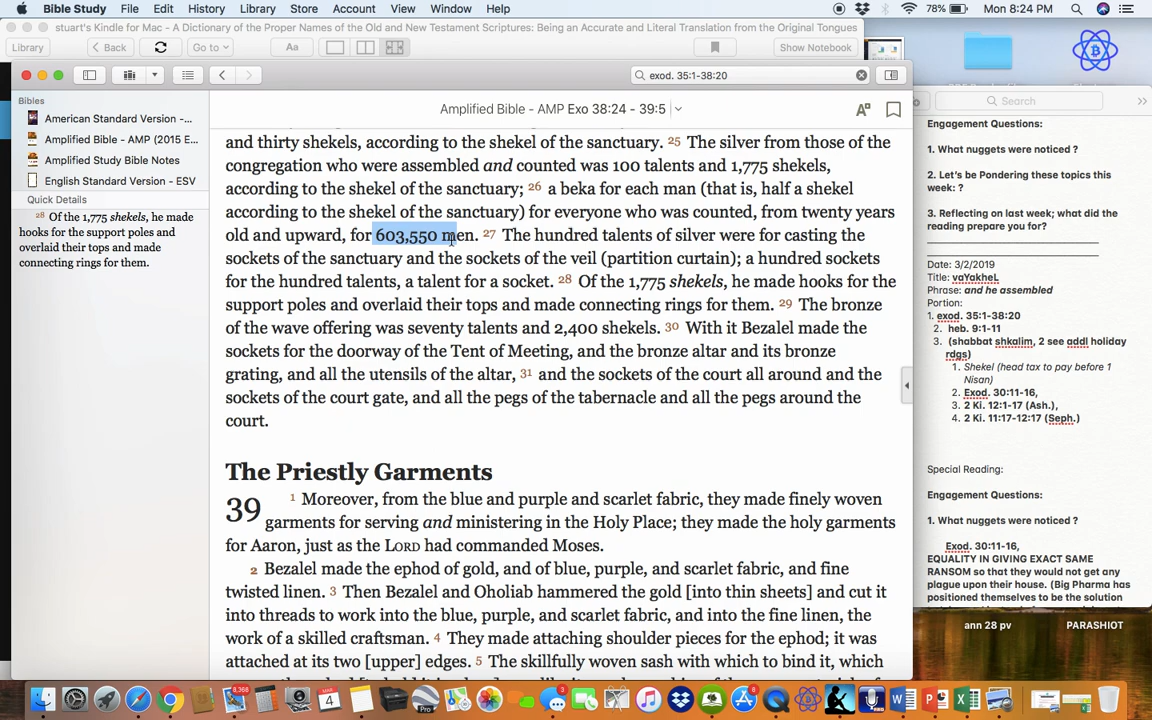 Bible Study File Edit History Library Store Account View Window Help 78% Mon 8:24 PM
stuart's Kindle for Mac - A Dictionary of the Proper Names of the Old and New Testament Scriptures: Being an Accurate and Literal Translation from the Original Tongues
Library Back Go to Aa Show Notebook
exod. 35:1-38:20
Search
Bibles
American Standard Version -...
Amplified Bible - AMP (2015 E...
Amplified Study Bible Notes
English Standard Version - ESV
Quick Details
28 Of the 1,775 shekels, he made
hooks for the support poles and
overlaid their tops and made
connecting rings for them.
Amplified Bible - AMP Exo 38:24 - 39:5
and thirty shekels, according to the shekel of the sanctuary. 25 The silver from those of the
congregation who were assembled and counted was 100 talents and 1,775 shekels,
according to the shekel of the sanctuary; 26 a beka for each man (that is, half a shekel
according to the shekel of the sanctuary) for everyone who was counted, from twenty years
old and upward, for 603,550 men. 27 The hundred talents of silver were for casting the
sockets of the sanctuary and the sockets of the veil (partition curtain); a hundred sockets
for the hundred talents, a talent for a socket. 28 Of the 1,775 shekels, he made hooks for the
support poles and overlaid their tops and made connecting rings for them. 29 The bronze
of the wave offering was seventy talents and 2,400 shekels. 30 With it Bezalel made the
sockets for the doorway of the Tent of Meeting, and the bronze altar and its bronze
grating, and all the utensils of the altar, 31 and the sockets of the court all around and the
sockets of the court gate, and all the pegs of the tabernacle and all the pegs around the
court.
The Priestly Garments
39 1 Moreover, from the blue and purple and scarlet fabric, they made finely woven
garments for serving and ministering in the Holy Place; they made the holy garments
for Aaron, just as the LORD had commanded Moses.
2 Bezalel made the ephod of gold, and of blue, purple, and scarlet fabric, and fine
twisted linen. 3 Then Bezalel and Oholiab hammered the gold [into thin sheets] and cut it
into threads to work into the blue, purple, and scarlet fabric, and into the fine linen, the
work of a skilled craftsman. 4 They made attaching shoulder pieces for the ephod; it was
attached at its two [upper] edges. 5 The skillfully woven sash with which to bind it, which
Engagement Questions:
1. What nuggets were noticed ?
2. Let's be Pondering these topics this
week: ?
3. Reflecting on last week; what did the
reading prepare you for?
Date: 3/2/2019
Title: vaYakheL
Phrase: and he assembled
Portion:
1. exod. 35:1-38:20
2. heb. 9:1-11
3. (shabbat shkalim, 2 see addl holiday
rdgs)
1. Shekel (head tax to pay before 1
Nisan)
2. Exod. 30:11-16,
3. 2 Ki. 12:1-17 (Ash.),
4. 2 Ki. 11:17-12:17 (Seph.)
Special Reading:
Engagement Questions:
1. What nuggets were noticed ?
Exod. 30:11-16,
EQUALITY IN GIVING EXACT SAME
RANSOM so that they would not get any
plague upon their house. (Big Pharma has
positioned themselves to be the solution
ann 28 pv PARASHIOT